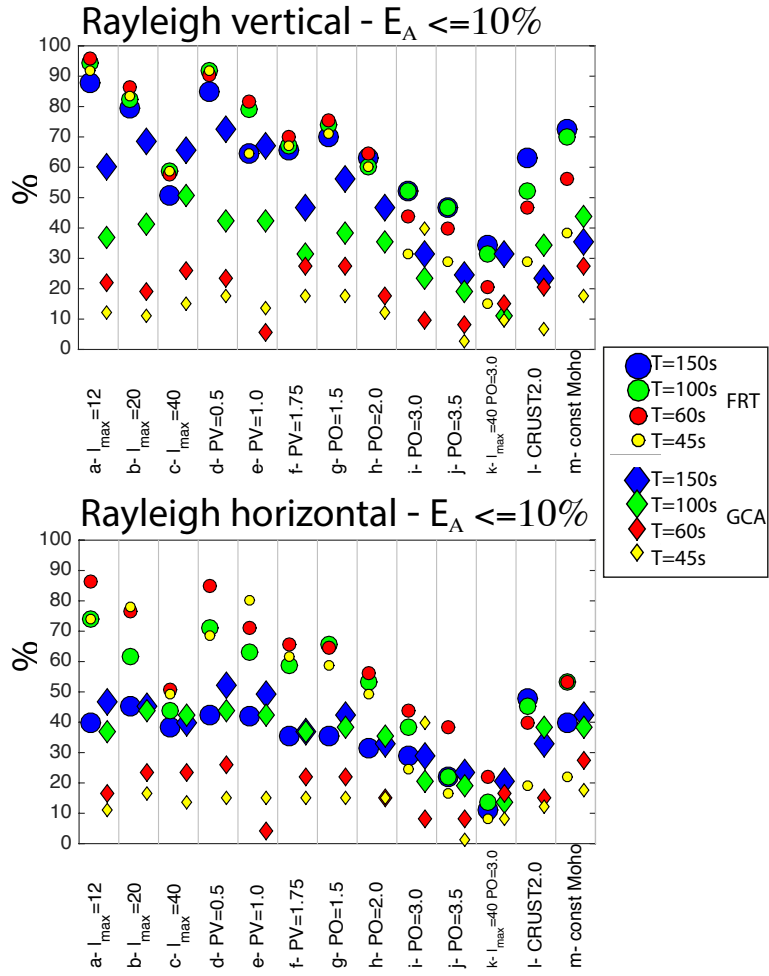 Rayleigh vertical - E_A <=10%
100
90
80
70
60
50
40
30
20
10
0
%
a- l_max=12
b- l_max=20
c- l_max=40
d- PV=0.5
e- PV=1.0
f- PV=1.75
g- PO=1.5
h- PO=2.0
i- PO=3.0
j- PO=3.5
k- l_max=40 PO=3.0
l- CRUST2.0
m- const Moho
T=150s
T=100s
FRT
T=60s
T=45s
T=150s
T=100s
GCA
T=60s
T=45s
Rayleigh horizontal - E_A <=10%
100
90
80
70
60
50
40
30
20
10
0
%
a- l_max=12
b- l_max=20
c- l_max=40
d- PV=0.5
e- PV=1.0
f- PV=1.75
g- PO=1.5
h- PO=2.0
i- PO=3.0
j- PO=3.5
k- l_max=40 PO=3.0
l- CRUST2.0
m- const Moho